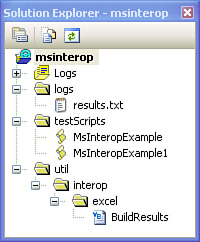 Solution Explorer - msinterop
msinterop
Logs
logs
results.txt
testScripts
MsInteropExample
MsInteropExample1
util
interop
excel
BuildResults